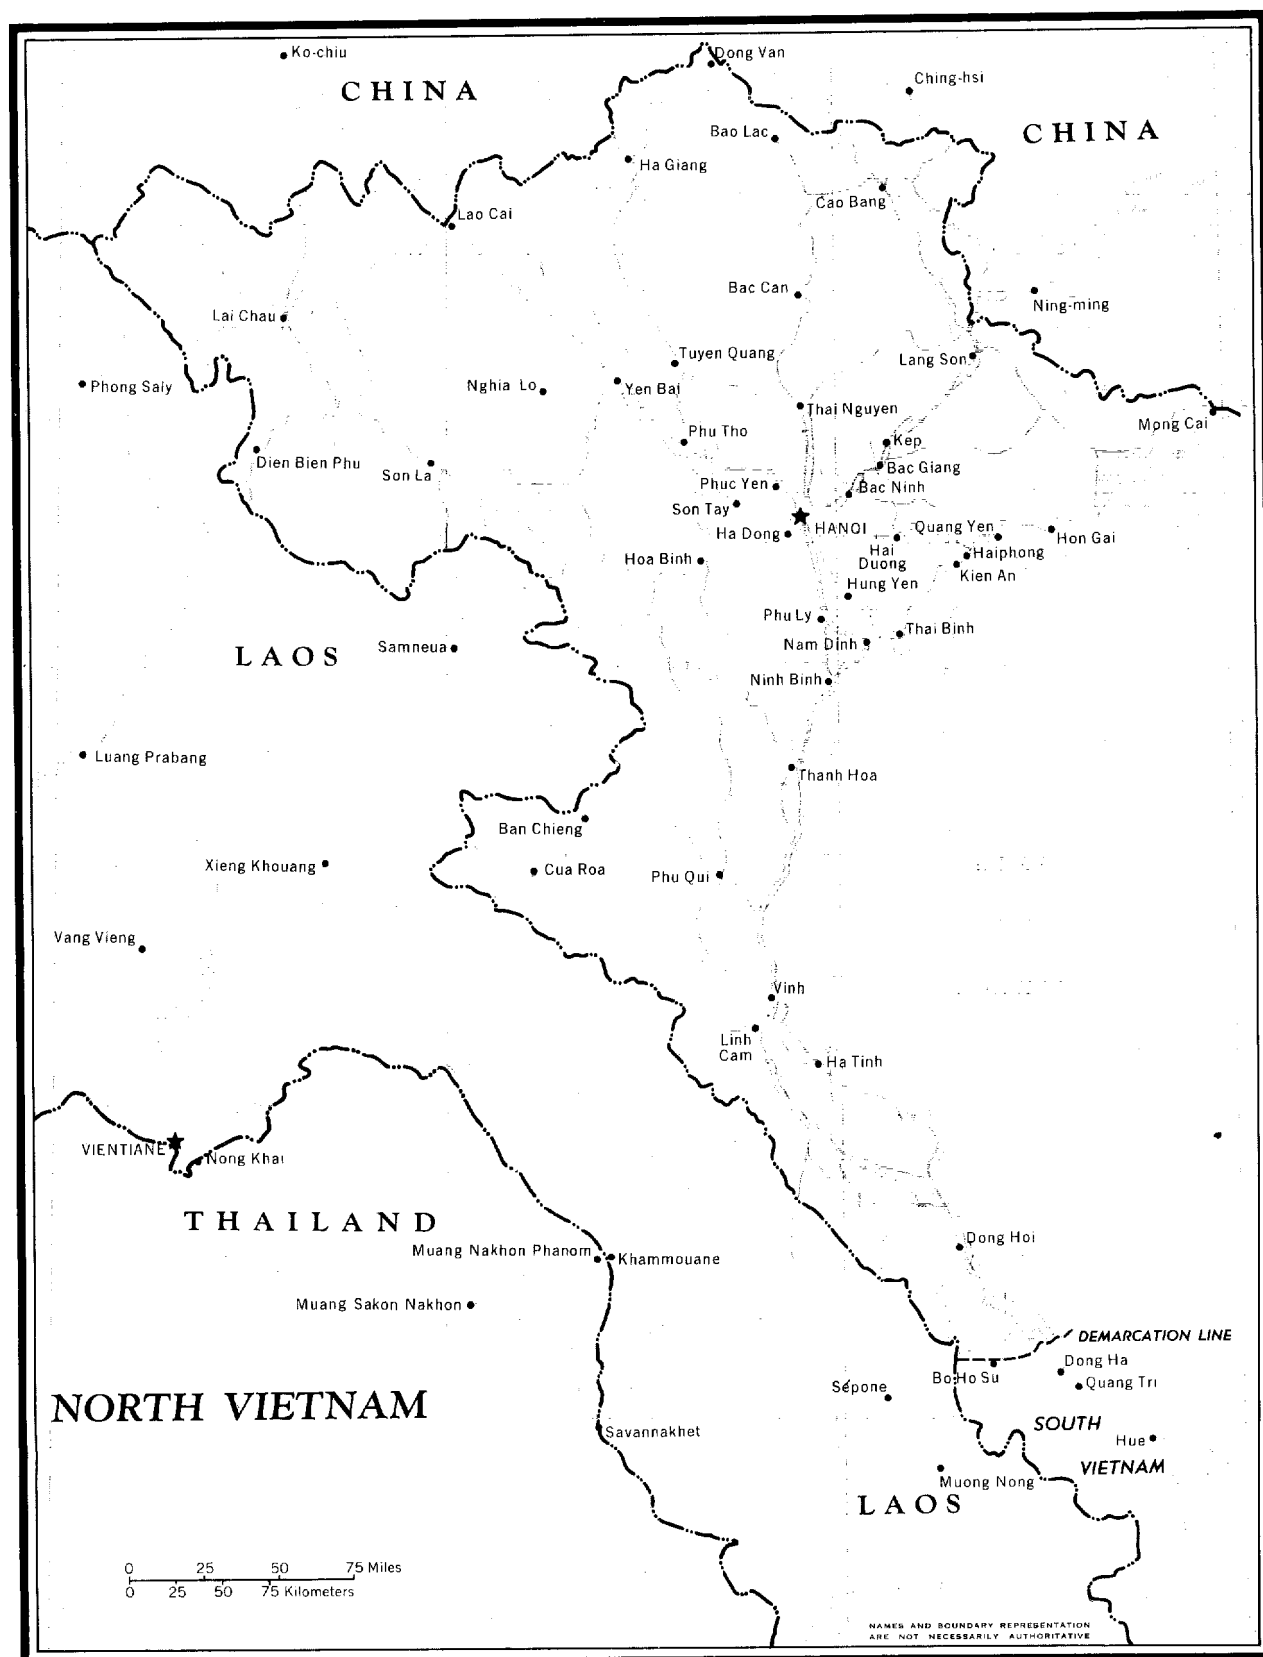 Ko-chiu
Dong Van
Ching-hsi
CHINA
CHINA
Bao Lac
Ha Giang
Cao Bang
Lao Cai
Bac Can
Ning-ming
Lai Chau
Tuyen Quang
Lang Son
Phong Saly
Nghia Lo
Yen Bai
Thai Nguyen
Mong Cai
Phu Tho
Kep
Dien Bien Phu
Son La
Bac Giang
Phuc Yen
Bac Ninh
Son Tay
Ha Dong
HANOI
Quang Yen
Hon Gai
Hoa Binh
Hai
Duong
Haiphong
Kien An
Hung Yen
Phu Ly
Thai Binh
Nam Dinh
LAOS
Samneua
Ninh Binh
Luang Prabang
Thanh Hoa
Ban Chieng
Xieng Khouang
Cua Roa
Phu Qui
Vang Vieng
Vinh
Linh
Cam
Ha Tinh
VIENTIANE
Nong Khai
THAILAND
Dong Hoi
Muang Nakhon Phanom
Khammouane
Muang Sakon Nakhon
DEMARCATION LINE
Dong Ha
Bo Ho Su
Quang Tri
Sepone
NORTH VIETNAM
SOUTH
VIETNAM
Savannakhet
Hue
Muong Nong
LAOS
0 25 50 75 Miles
0 25 50 75 Kilometers
NAMES AND BOUNDARY REPRESENTATION
ARE NOT NECESSARILY AUTHORITATIVE